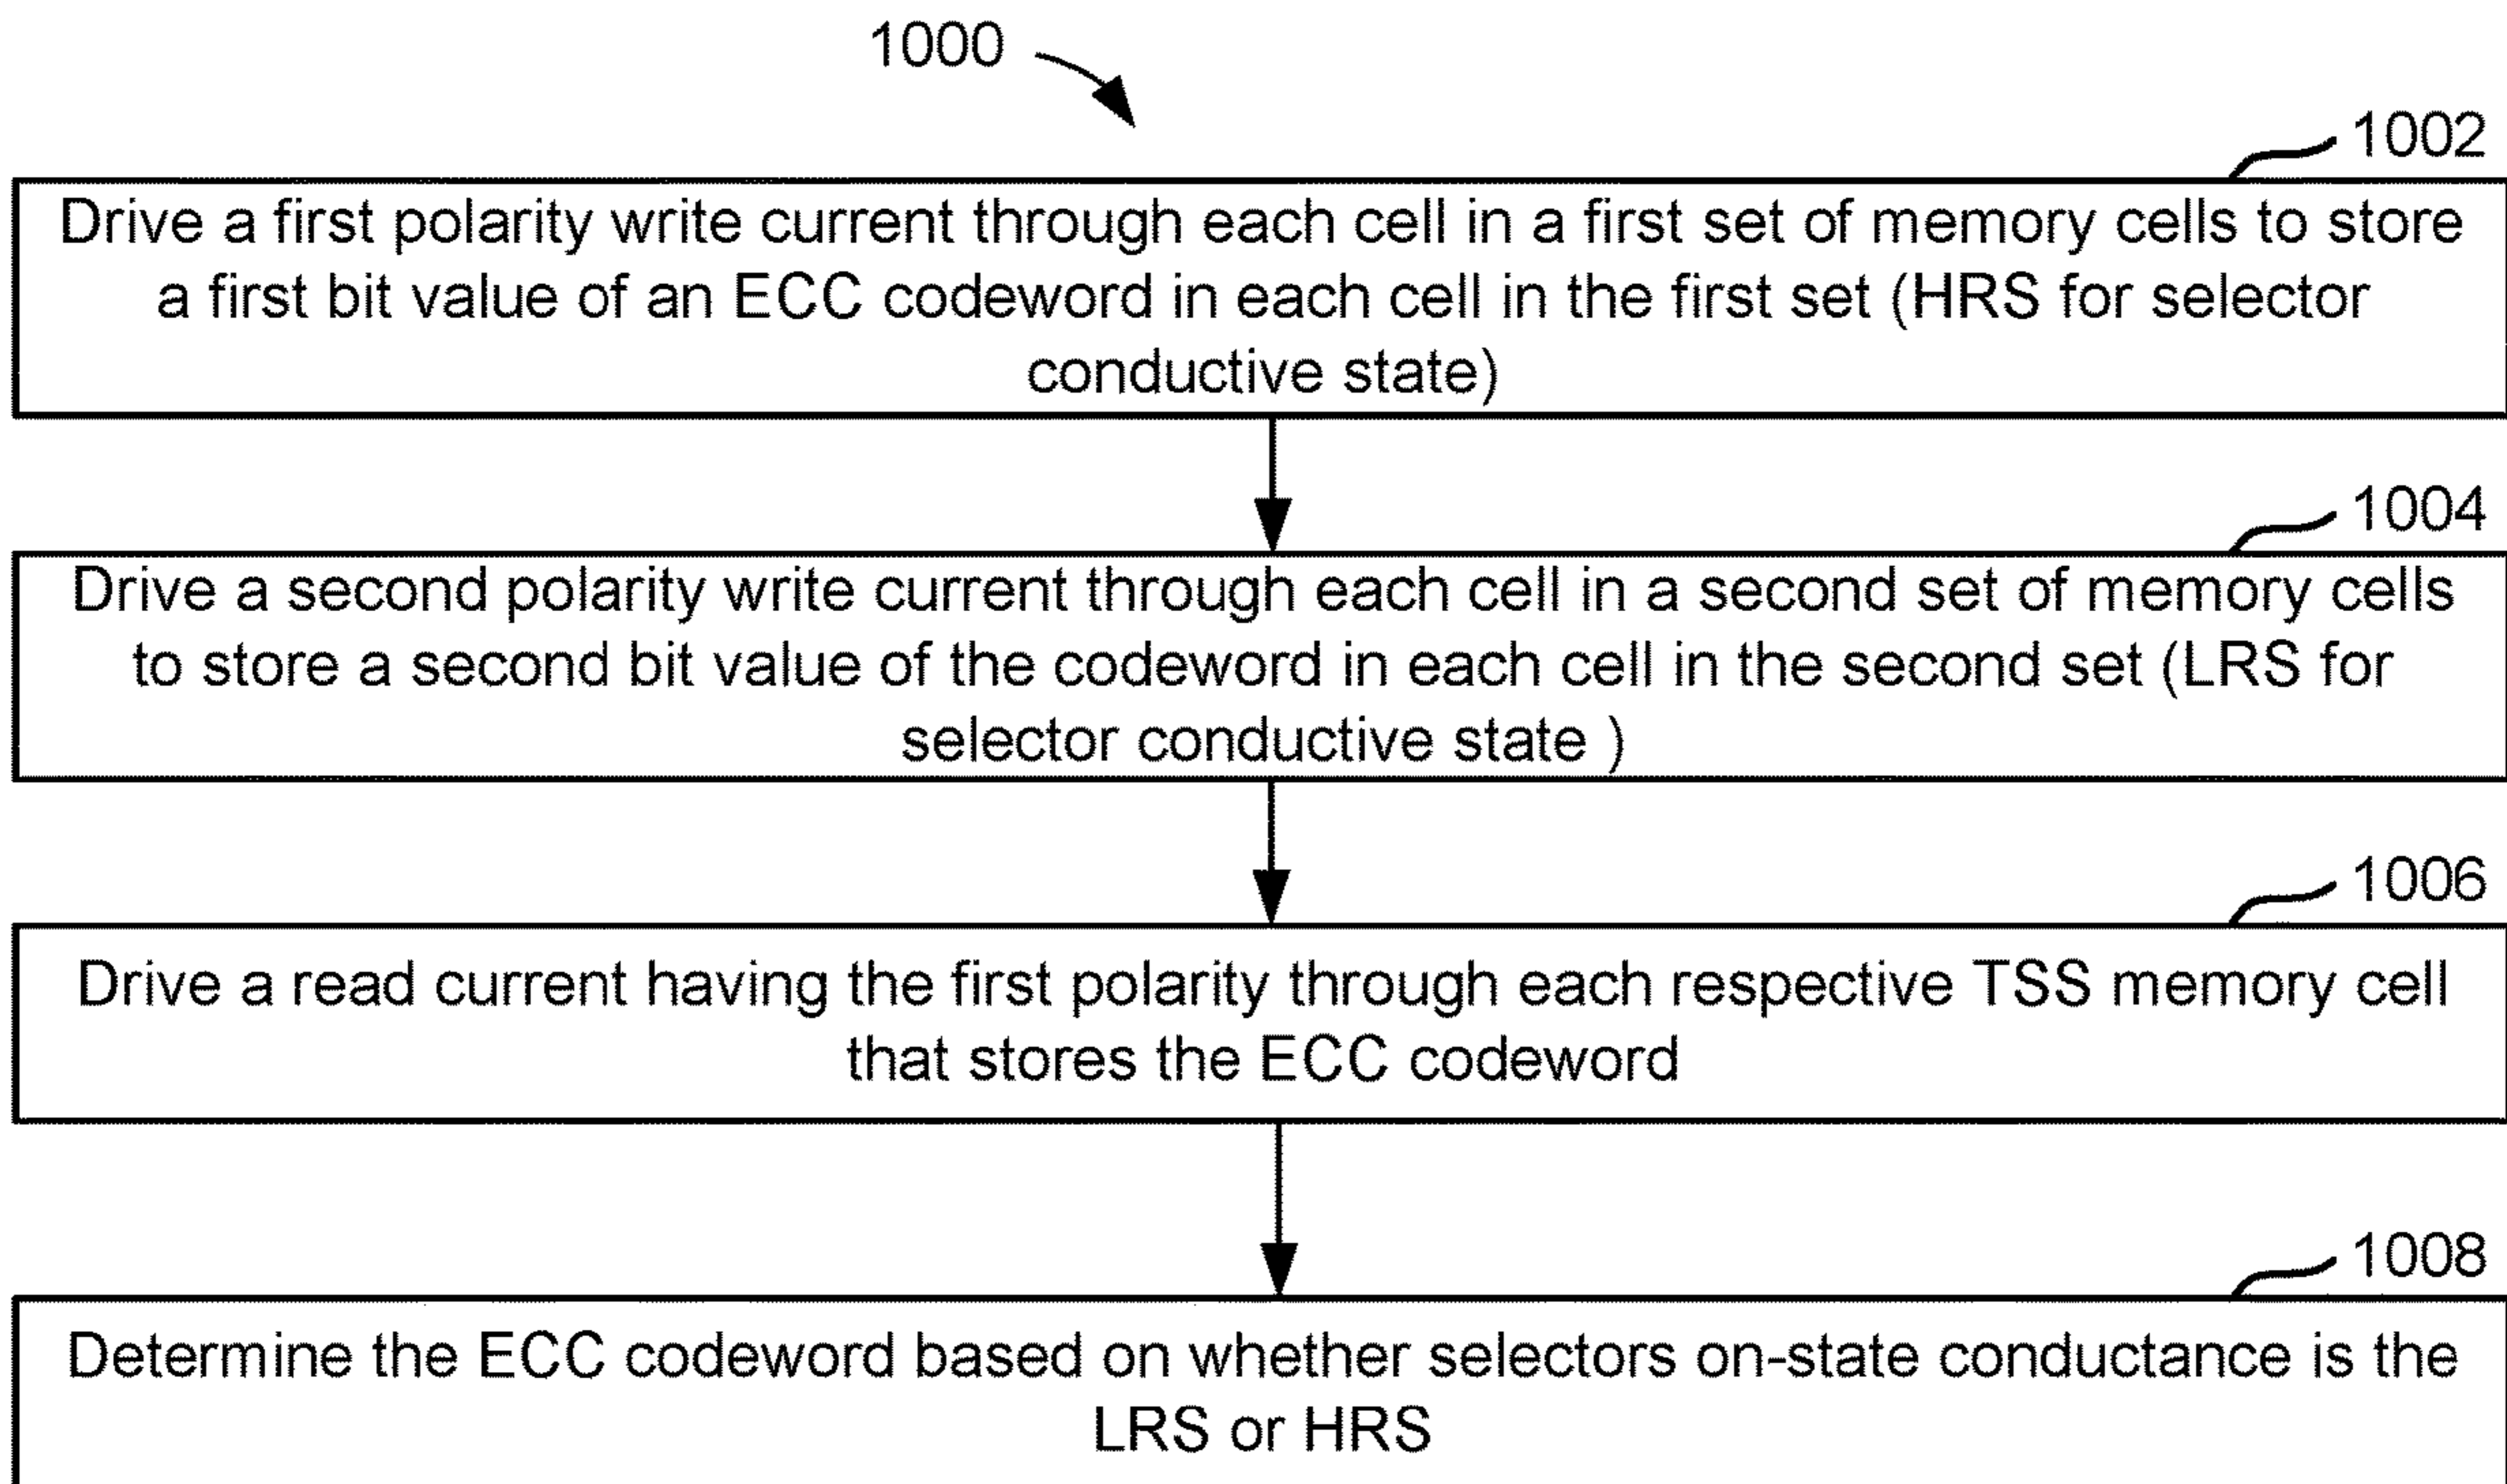 1000
1002
Drive a first polarity write current through each cell in a first set of memory cells to store
a first bit value of an ECC codeword in each cell in the first set (HRS for selector
conductive state)
1004
Drive a second polarity write current through each cell in a second set of memory cells
to store a second bit value of the codeword in each cell in the second set (LRS for
selector conductive state )
1006
Drive a read current having the first polarity through each respective TSS memory cell
that stores the ECC codeword
1008
Determine the ECC codeword based on whether selectors on-state conductance is the
LRS or HRS